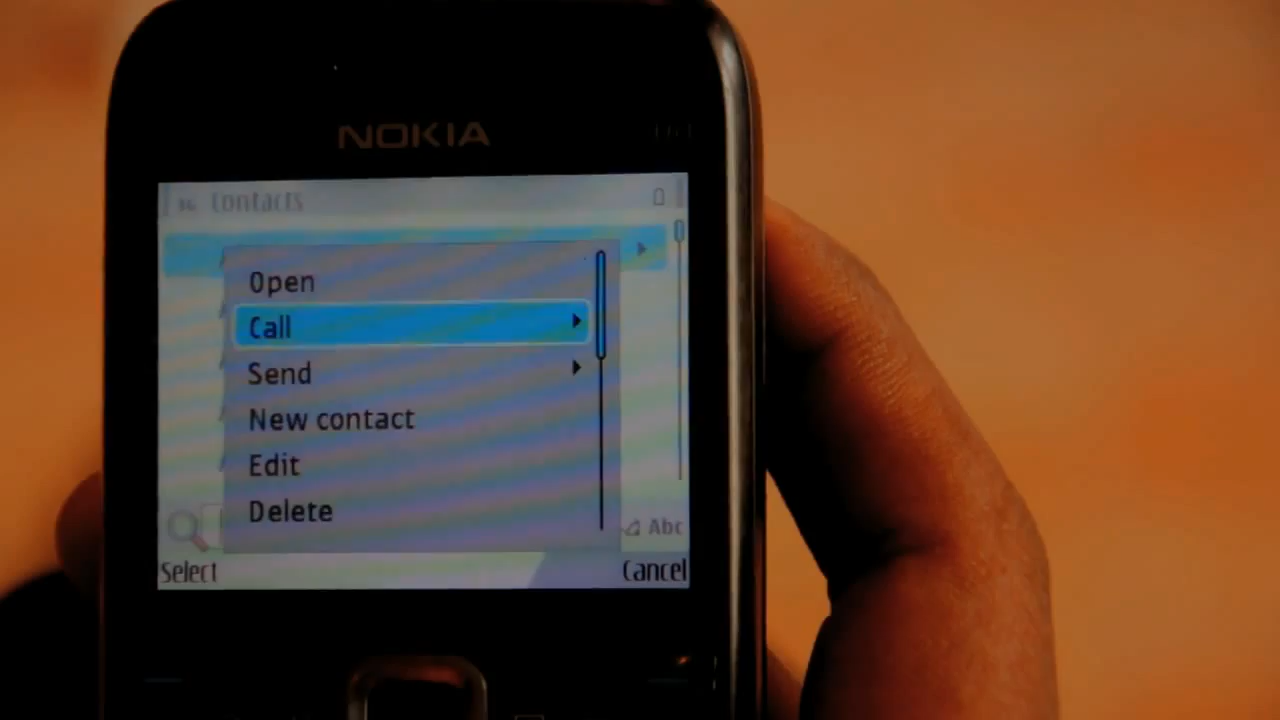 NOKIA
Contacts
Open
Call
Send
New contact
Edit
Delete
Abc
Select
Cancel